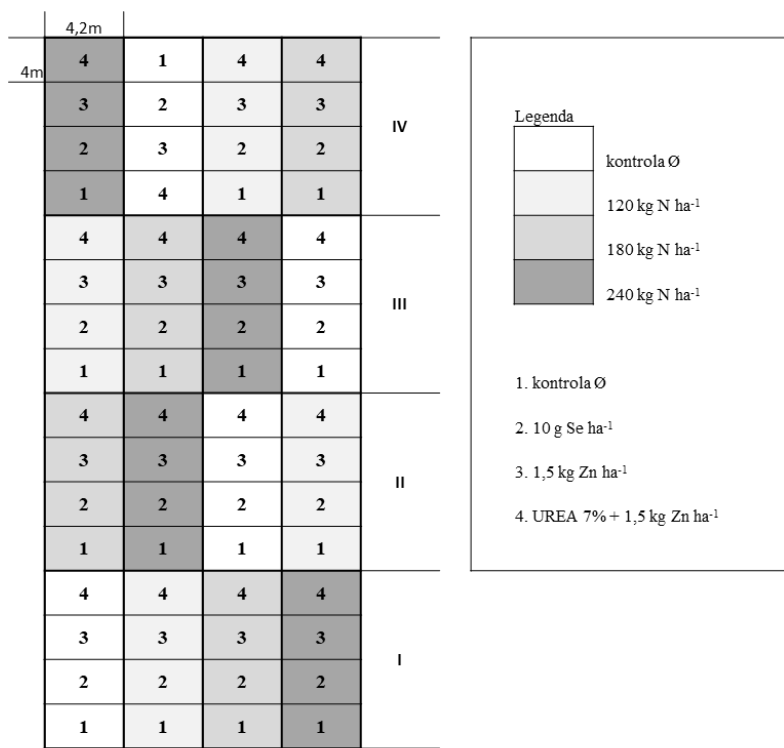 4,2m
4m
4 1 4 4
3 2 3 3
2 3 2 2
1 4 1 1
IV
4 4 4 4
3 3 3 3
2 2 2 2
1 1 1 1
III
4 4 4 4
3 3 3 3
2 2 2 2
1 1 1 1
II
4 4 4 4
3 3 3 3
2 2 2 2
1 1 1 1
I
Legenda
kontrola Ø
120 kg N ha⁻¹
180 kg N ha⁻¹
240 kg N ha⁻¹
1. kontrola Ø
2. 10 g Se ha⁻¹
3. 1,5 kg Zn ha⁻¹
4. UREA 7% + 1,5 kg Zn ha⁻¹